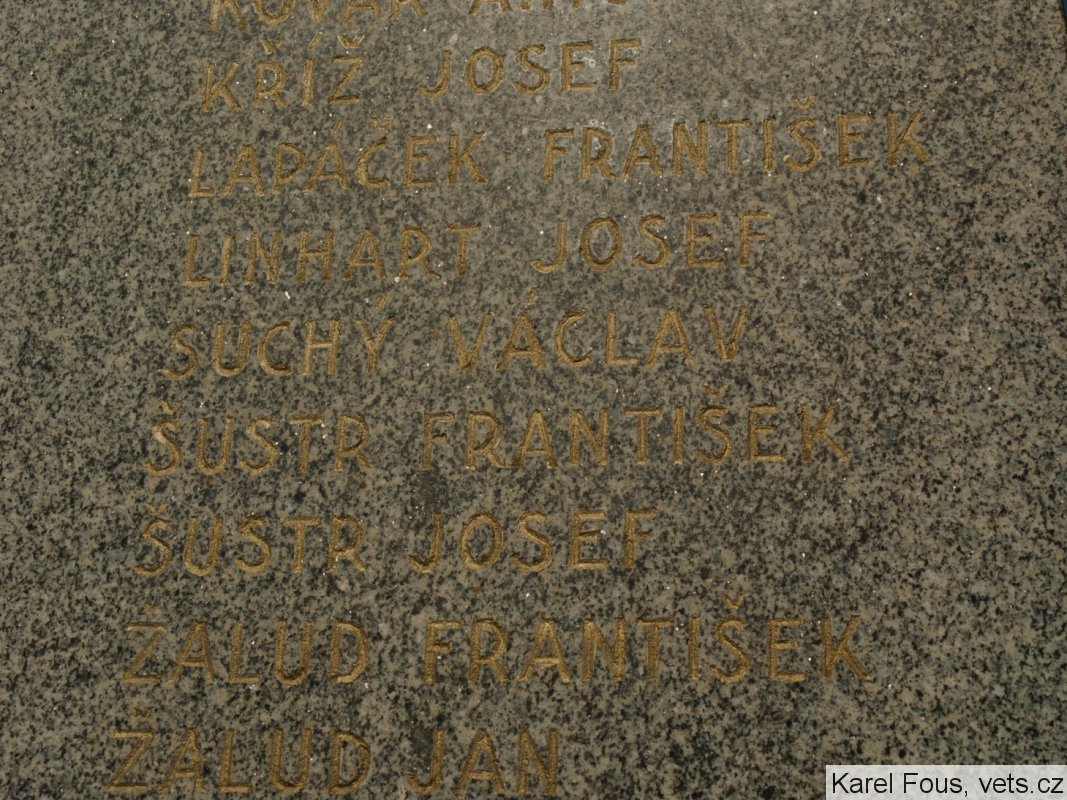 KŘÍŽ JOSEF
LAPÁČEK FRANTIŠEK
LINHART JOSEF
SUCHÝ VÁCLAV
ŠUSTR FRANTIŠEK
ŠUSTR JOSEF
ŽALUD FRANTIŠEK
ŽALUD JAN
Karel Fous, vets.cz